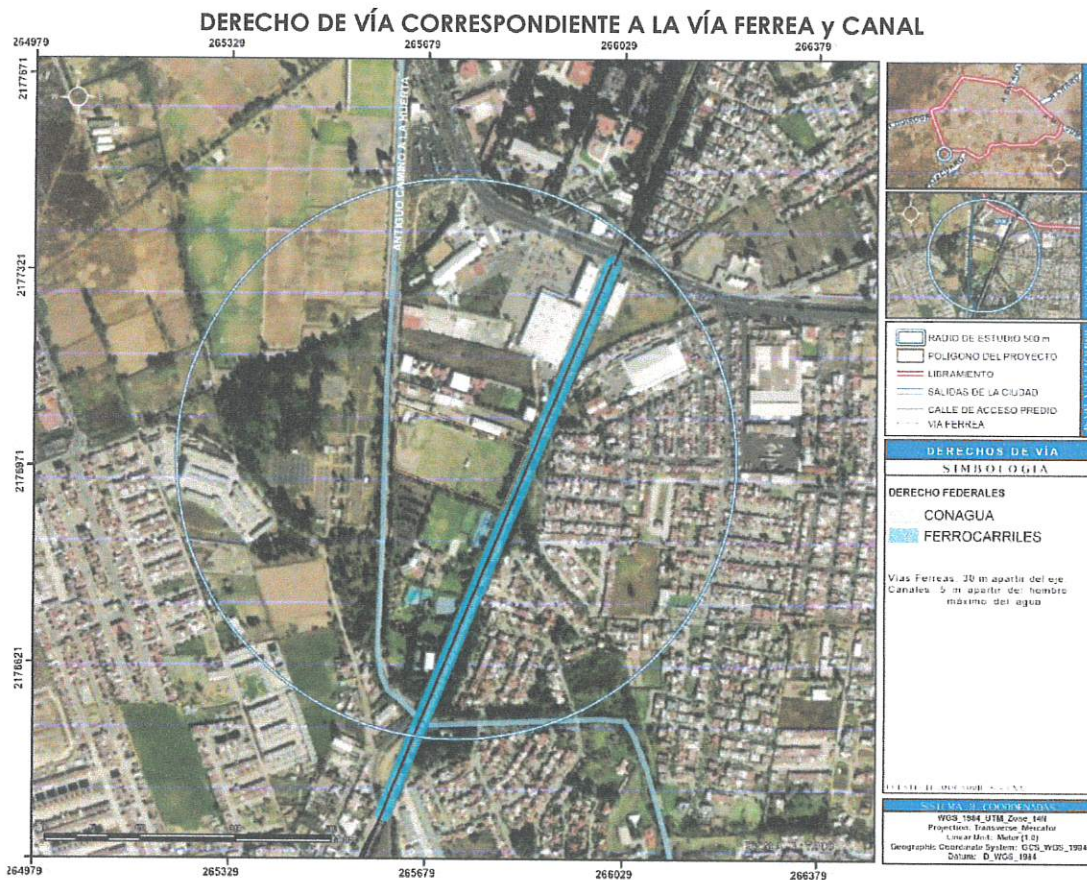 DERECHO DE VÍA CORRESPONDIENTE A LA VÍA FERREA y CANAL
264979 265329 265679 266029 266379
2177671
2177321
2176971
2176621
ANTIGUO CAMINO A LA HUERTA
RADIO DE ESTUDIO 500 m
POLIGONO DEL PROYECTO
LIBRAMIENTO
SALIDAS DE LA CIUDAD
CALLE DE ACCESO PREDIO
VIA FERREA
DERECHOS DE VÍA
SIMBOLOGIA
DERECHO FEDERALES
CONAGUA
FERROCARRILES
Vias Ferreas: 30 m apartir del eje
Canales: 5 m apartir del hombro
máximo del agua
SISTEMA DE COORDENADAS
WGS_1984_UTM_Zone_14N
Projection: Transverse_Mercator
Linear Unit: Meter (1.0)
Geographic Coordinate System: GCS_WGS_1984
Datum: D_WGS_1984
264979 265329 265679 266029 266379